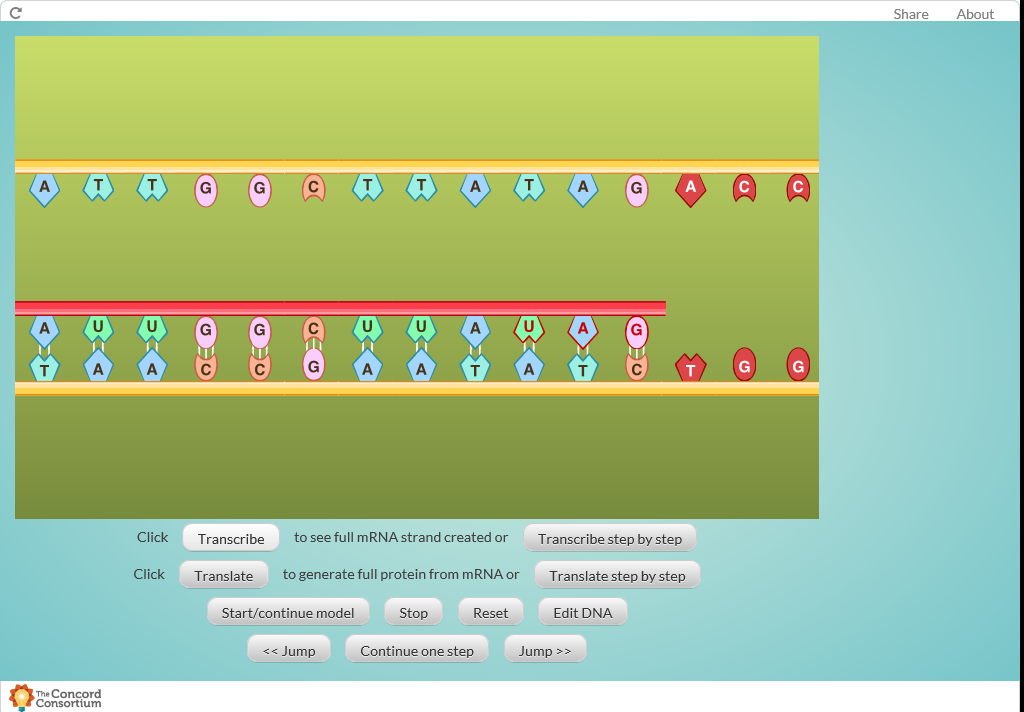 Share About
A T T G G C T T A T A G A C C
A U U G G C U U A U A G
T A A C C G A A T A T C T G G
Click Transcribe to see full mRNA strand created or Transcribe step by step
Click Translate to generate full protein from mRNA or Translate step by step
Start/continue model Stop Reset Edit DNA
<< Jump Continue one step Jump >>
The Concord
Consortium